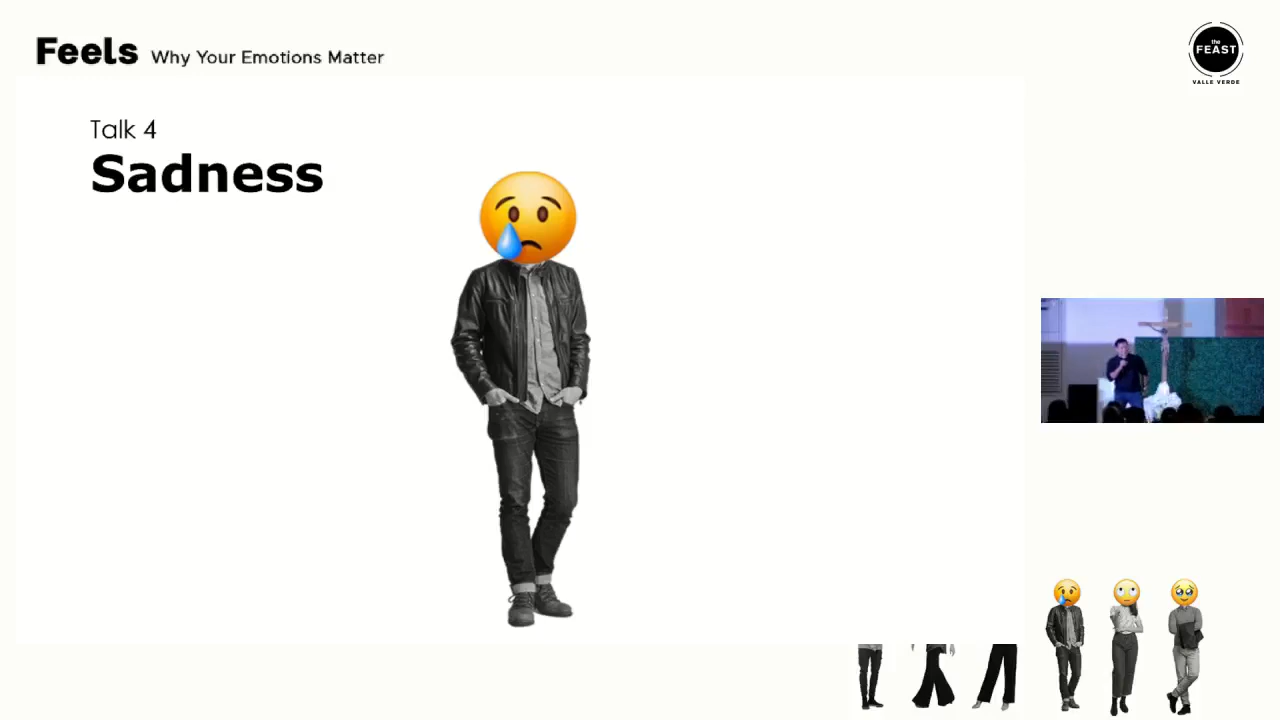 Feels Why Your Emotions Matter
the
FEAST
VALLE VERDE
Talk 4
Sadness